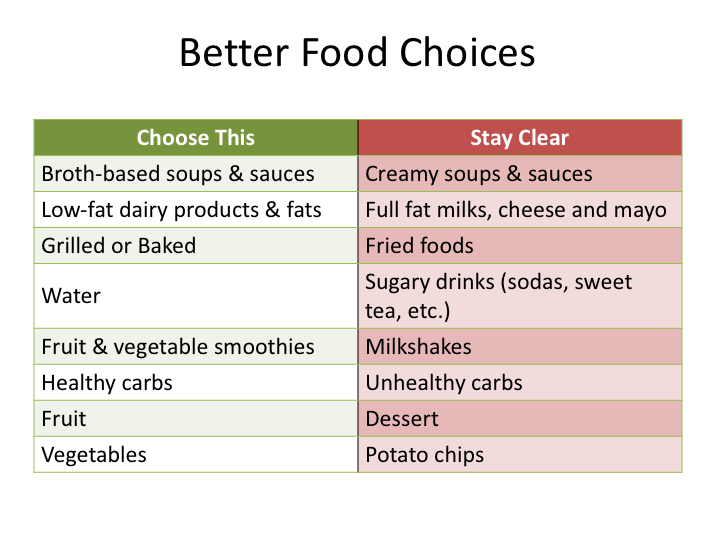 Better Food Choices
Choose This
Stay Clear
Broth-based soups & sauces
Creamy soups & sauces
Low-fat dairy products & fats
Full fat milks, cheese and mayo
Grilled or Baked
Fried foods
Water
Sugary drinks (sodas, sweet
tea, etc.)
Fruit & vegetable smoothies
Milkshakes
Healthy carbs
Unhealthy carbs
Fruit
Dessert
Vegetables
Potato chips